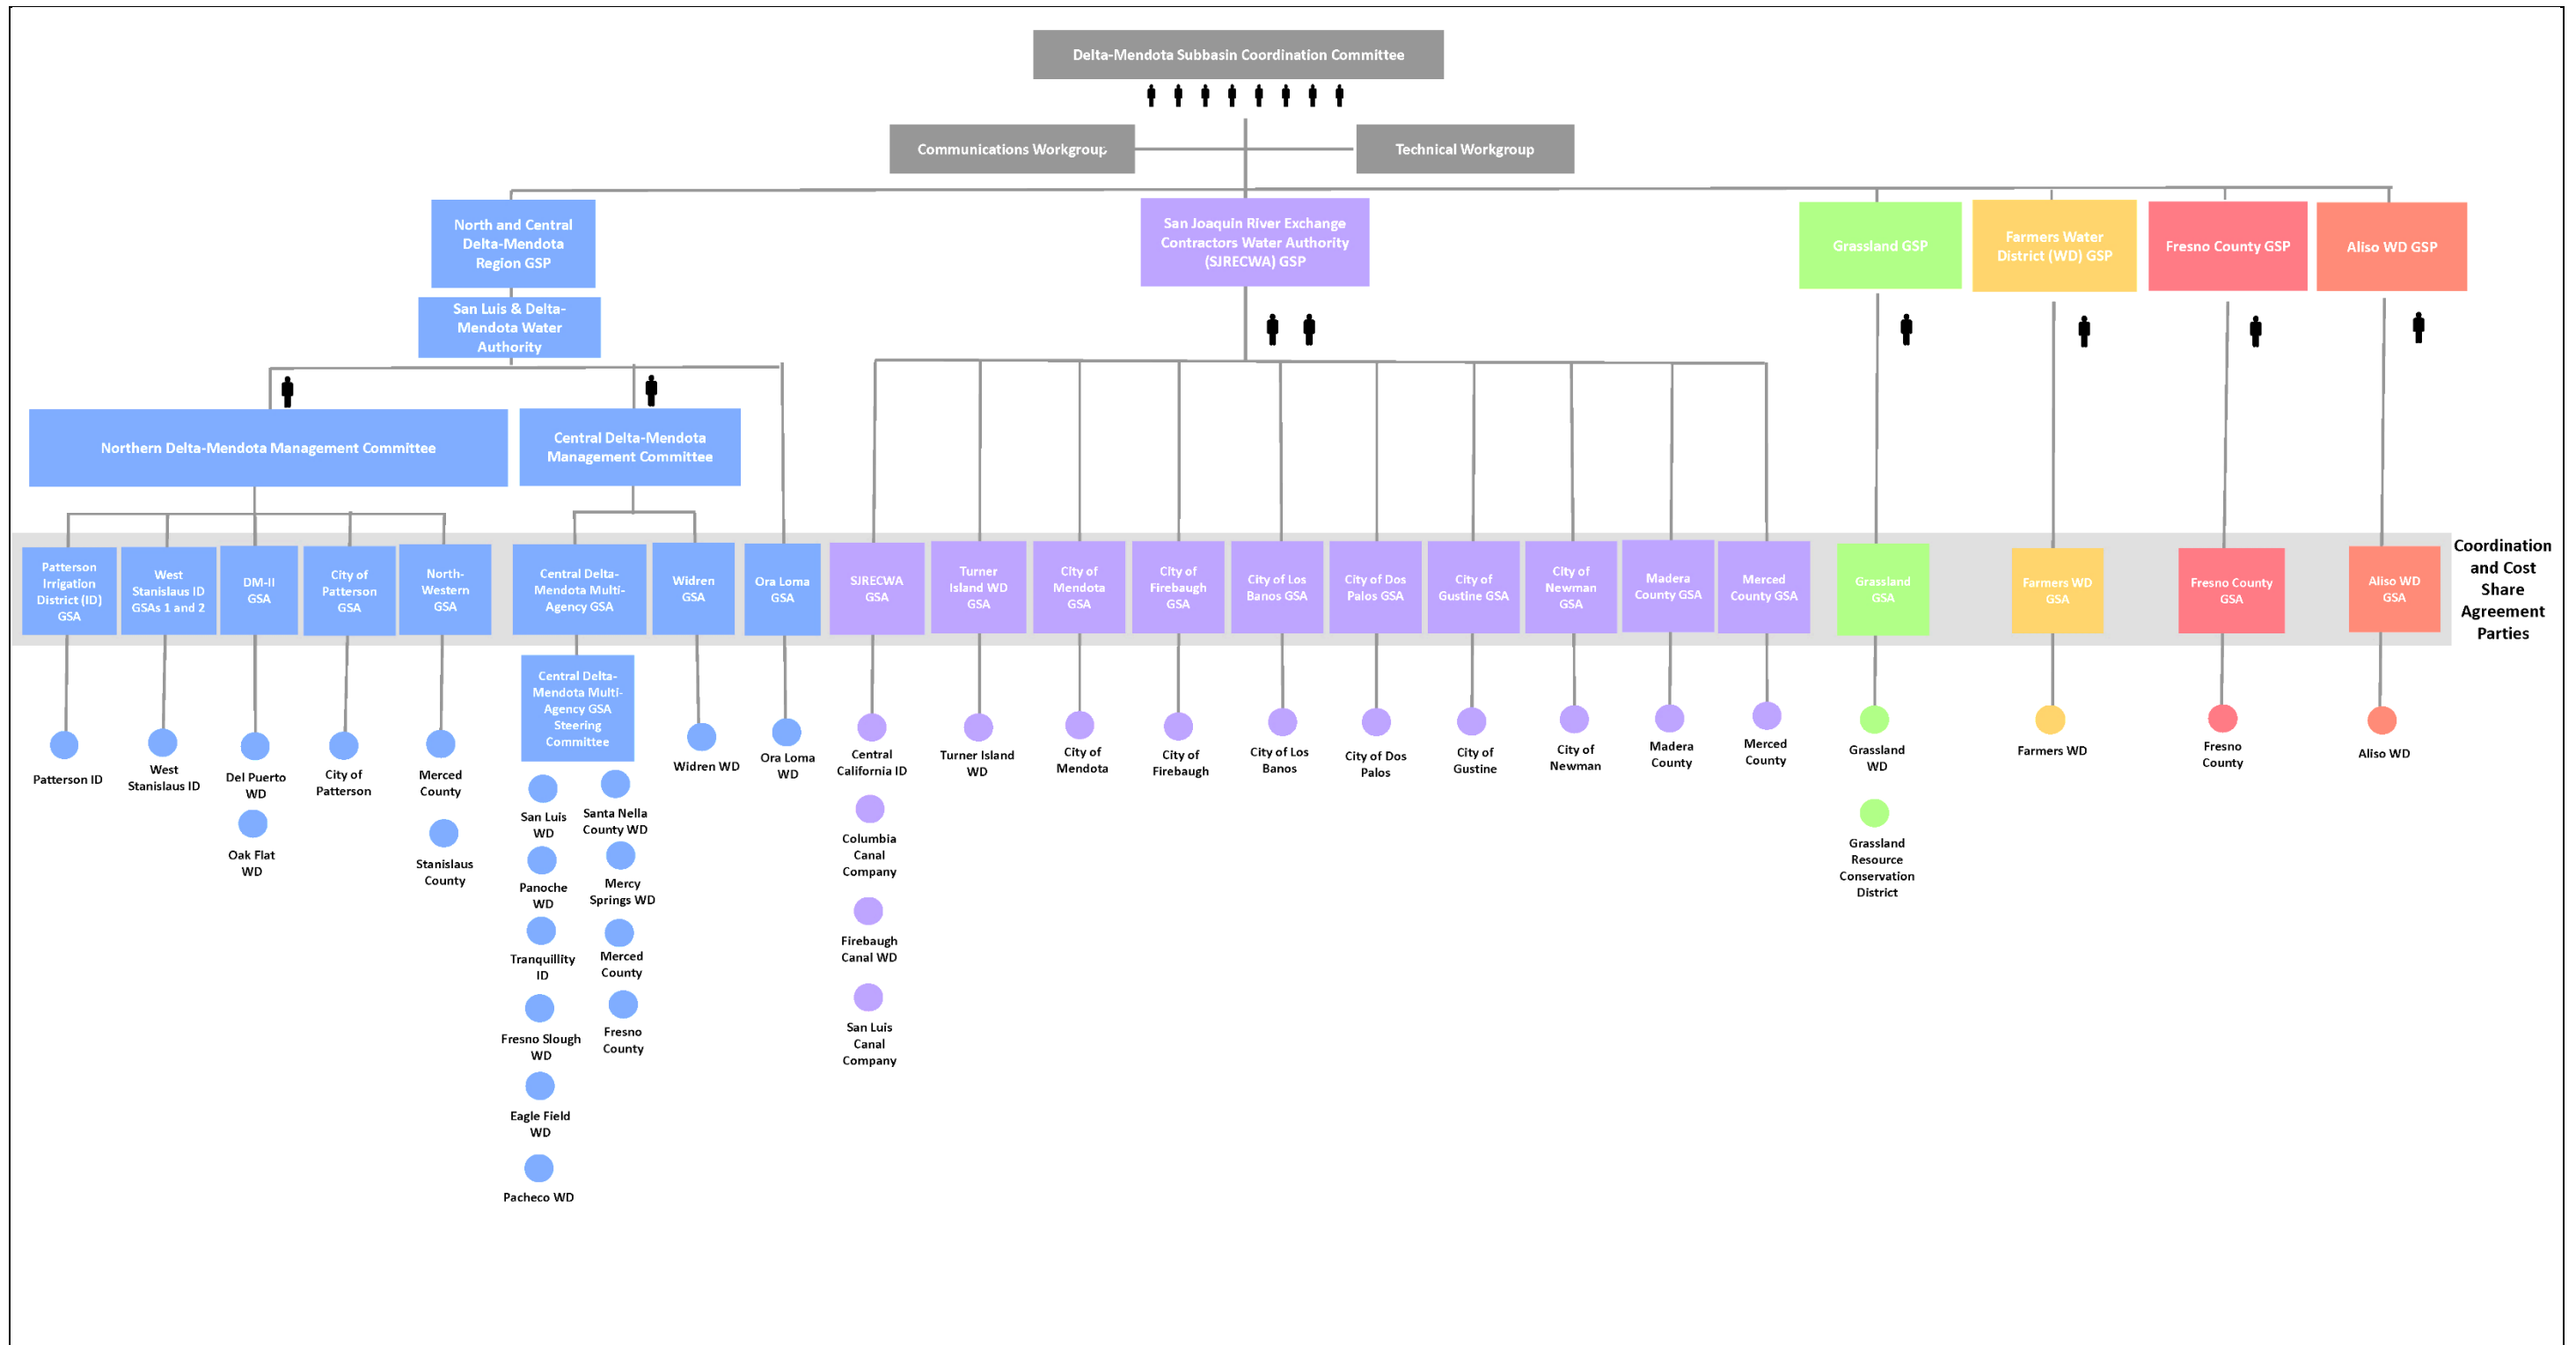 Delta-Mendota Subbasin Coordination Committee
Communications Workgroup
Technical Workgroup
North and Central
Delta-Mendota
Region GSP
San Joaquin River Exchange
Contractors Water Authority
(SJRECWA) GSP
Grassland GSP
Farmers Water
District (WD) GSP
Fresno County GSP
Aliso WD GSP
San Luis & Delta-
Mendota Water
Authority
Northern Delta-Mendota Management Committee
Central Delta-Mendota
Management Committee
Patterson
Irrigation
District (ID)
GSA
West
Stanislaus ID
GSAs 1 and 2
DM-II
GSA
City of
Patterson
GSA
North-
Western
GSA
Central Delta-
Mendota Multi-
Agency GSA
Widren
GSA
Ora Loma
GSA
SJRECWA
GSA
Turner
Island WD
GSA
City of
Mendota
GSA
City of
Firebaugh
GSA
City of Los
Banos GSA
City of Dos
Palos GSA
City of
Gustine GSA
City of
Newman
GSA
Madera
County GSA
Merced
County GSA
Grassland
GSA
Farmers WD
GSA
Fresno County
GSA
Aliso WD
GSA
Coordination
and Cost
Share
Agreement
Parties
Central Delta-
Mendota Multi-
Agency GSA
Steering
Committee
Patterson ID
West
Stanislaus ID
Del Puerto
WD
Oak Flat
WD
City of
Patterson
Merced
County
Stanislaus
County
San Luis
WD
Panoche
WD
Tranquillity
ID
Fresno Slough
WD
Eagle Field
WD
Pacheco WD
Santa Nella
County WD
Mercy
Springs WD
Merced
County
Fresno
County
Widren WD
Ora Loma
WD
Central
California ID
Columbia
Canal
Company
Firebaugh
Canal WD
San Luis
Canal
Company
Turner Island
WD
City of
Mendota
City of
Firebaugh
City of Los
Banos
City of Dos
Palos
City of
Gustine
City of
Newman
Madera
County
Merced
County
Grassland
WD
Grassland
Resource
Conservation
District
Farmers WD
Fresno
County
Aliso WD